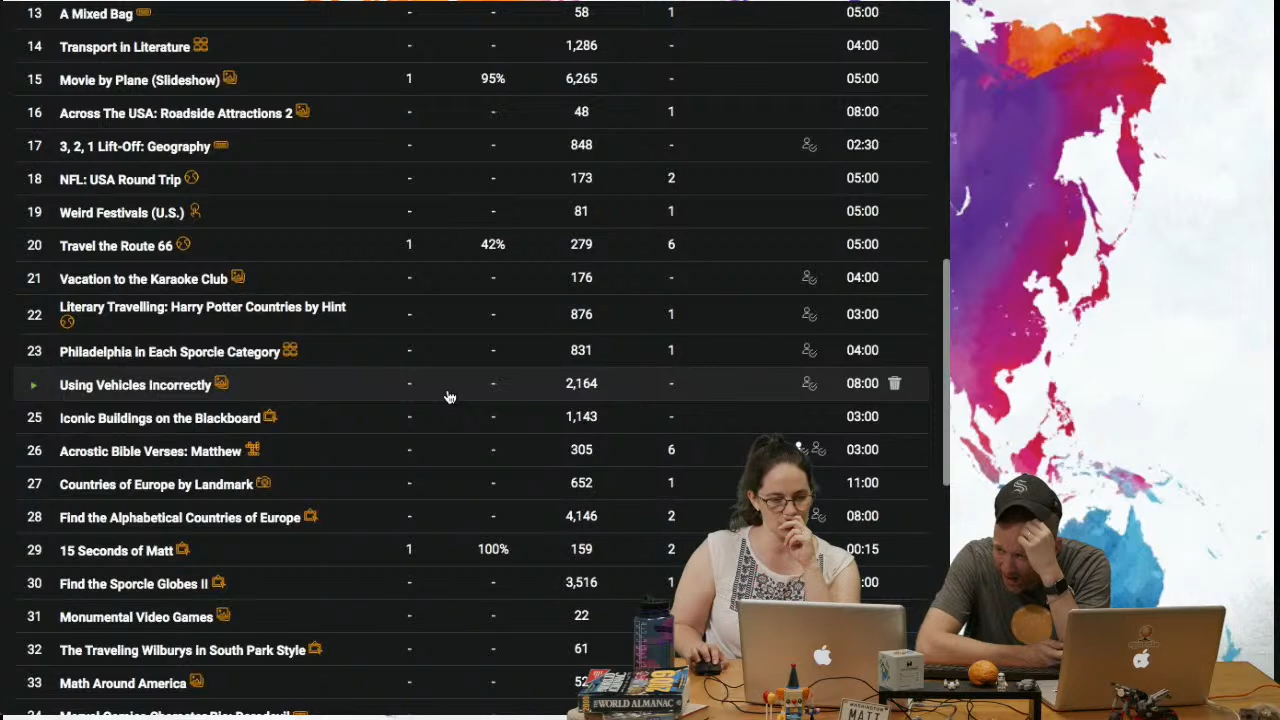 13 A Mixed Bag - - 58 1 05:00
14 Transport in Literature - - 1,286 - 04:00
15 Movie by Plane (Slideshow) 1 95% 6,265 - 05:00
16 Across The USA: Roadside Attractions 2 - - 48 1 08:00
17 3, 2, 1 Lift-Off: Geography - - 848 - 02:30
18 NFL: USA Round Trip - - 173 2 05:00
19 Weird Festivals (U.S.) - - 81 1 05:00
20 Travel the Route 66 1 42% 279 6 05:00
21 Vacation to the Karaoke Club - - 176 - 04:00
22 Literary Travelling: Harry Potter Countries by Hint - - 876 1 03:00
23 Philadelphia in Each Sporcle Category - - 831 1 04:00
Using Vehicles Incorrectly - - 2,164 - 08:00
25 Iconic Buildings on the Blackboard - - 1,143 - 03:00
26 Acrostic Bible Verses: Matthew - - 305 6 03:00
27 Countries of Europe by Landmark - - 652 1 11:00
28 Find the Alphabetical Countries of Europe - - 4,146 2 08:00
29 15 Seconds of Matt 1 100% 159 2 00:15
30 Find the Sporcle Globes II - - 3,516 1 :00
31 Monumental Video Games - - 22
32 The Traveling Wilburys in South Park Style - - 61
33 Math Around America - - 52
WORLD ALMANAC
WASHINGTON
MATT